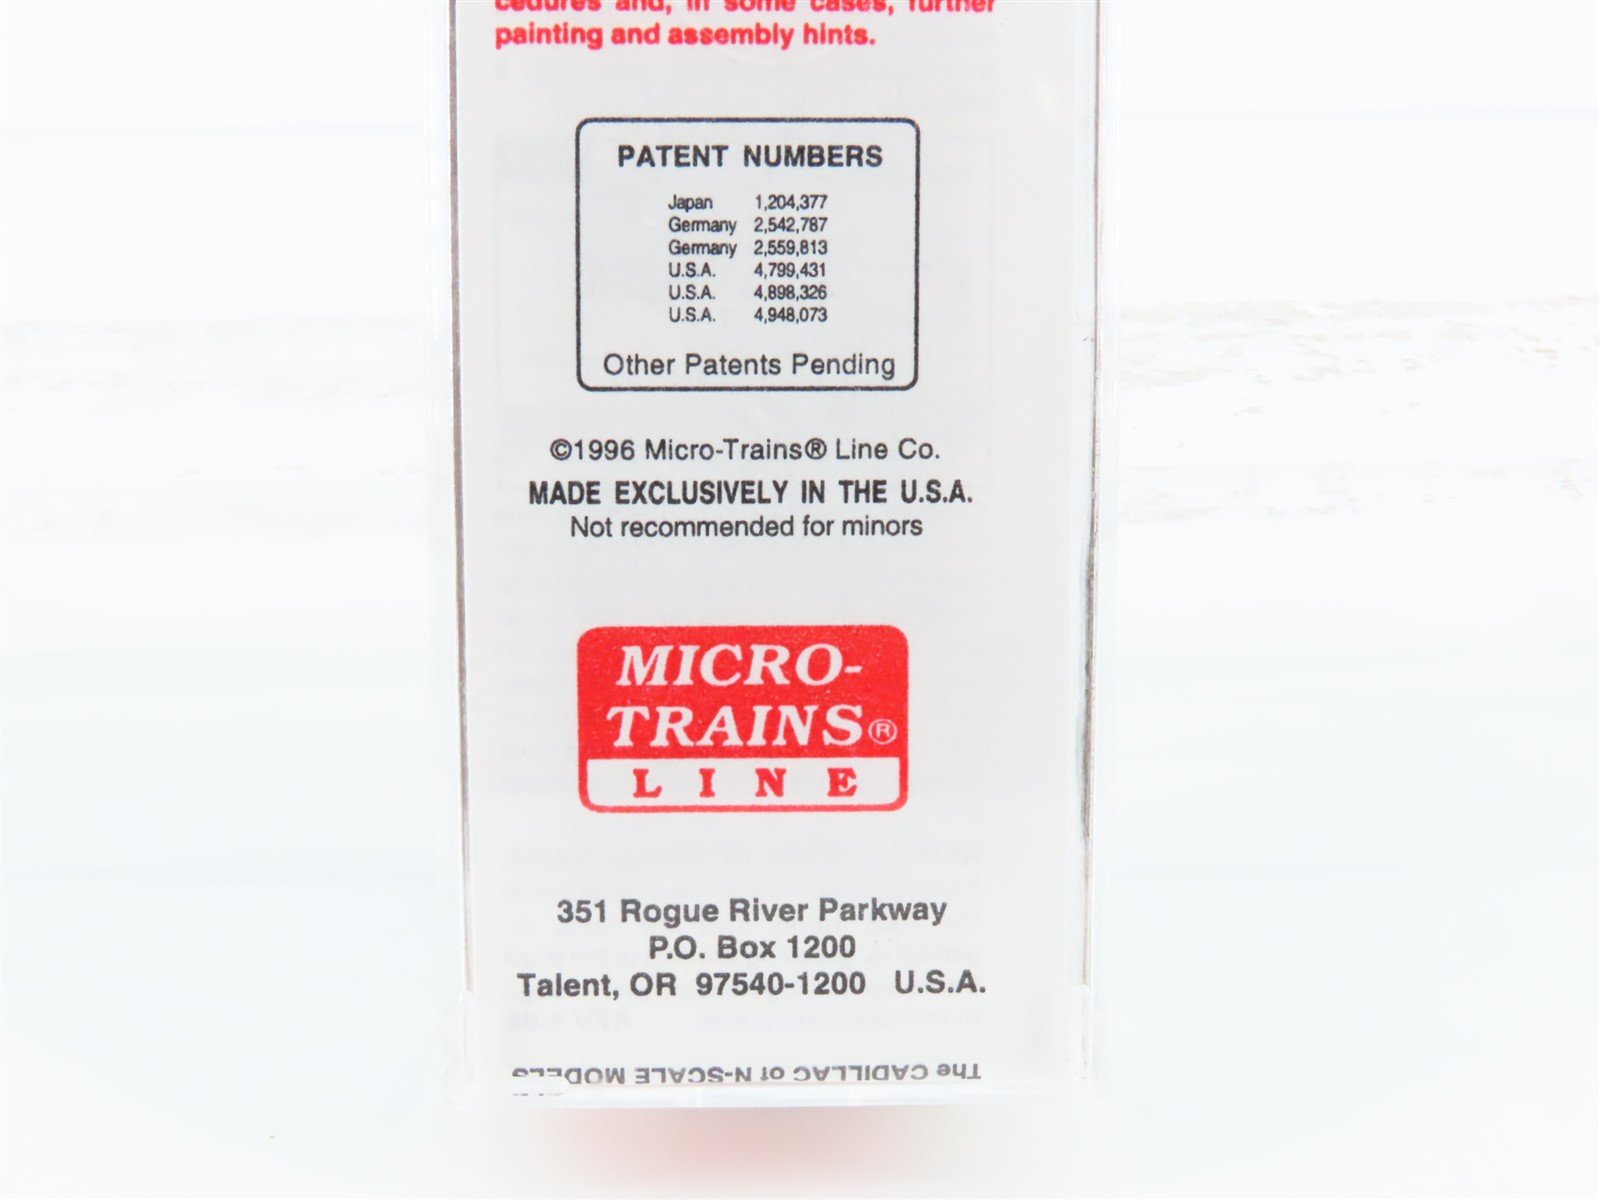 cedures and, in some cases, further
painting and assembly hints.
PATENT NUMBERS
Japan 1,204,377
Germany 2,542,787
Germany 2,559,813
U.S.A. 4,799,431
U.S.A. 4,898,326
U.S.A. 4,948,073
Other Patents Pending
©1996 Micro-Trains® Line Co.
MADE EXCLUSIVELY IN THE U.S.A.
Not recommended for minors
MICRO-
TRAINS®
LINE
351 Rogue River Parkway
P.O. Box 1200
Talent, OR 97540-1200 U.S.A.
The CADILLAC of N-SCALE MODELS